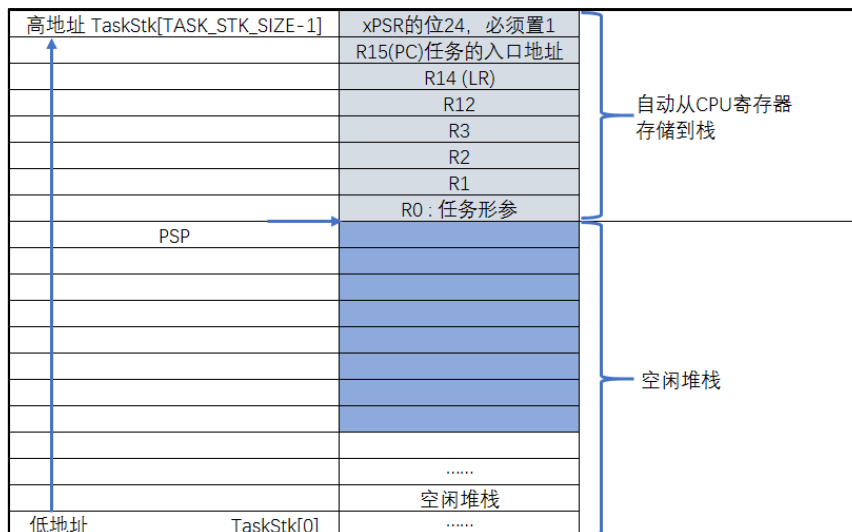 高地址 TaskStk[TASK_STK_SIZE-1]
xPSR的位24，必须置1
R15(PC)任务的入口地址
R14 (LR)
R12
R3
R2
R1
R0 : 任务形参
自动从CPU寄存器
存储到栈
PSP
空闲堆栈
......
空闲堆栈
低地址 TaskStk[0]
......